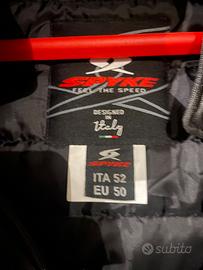 SPYKE
FEEL THE SPEED
DESIGNED
IN
Italy
SPYKE
ITA 52
EU 50
subito